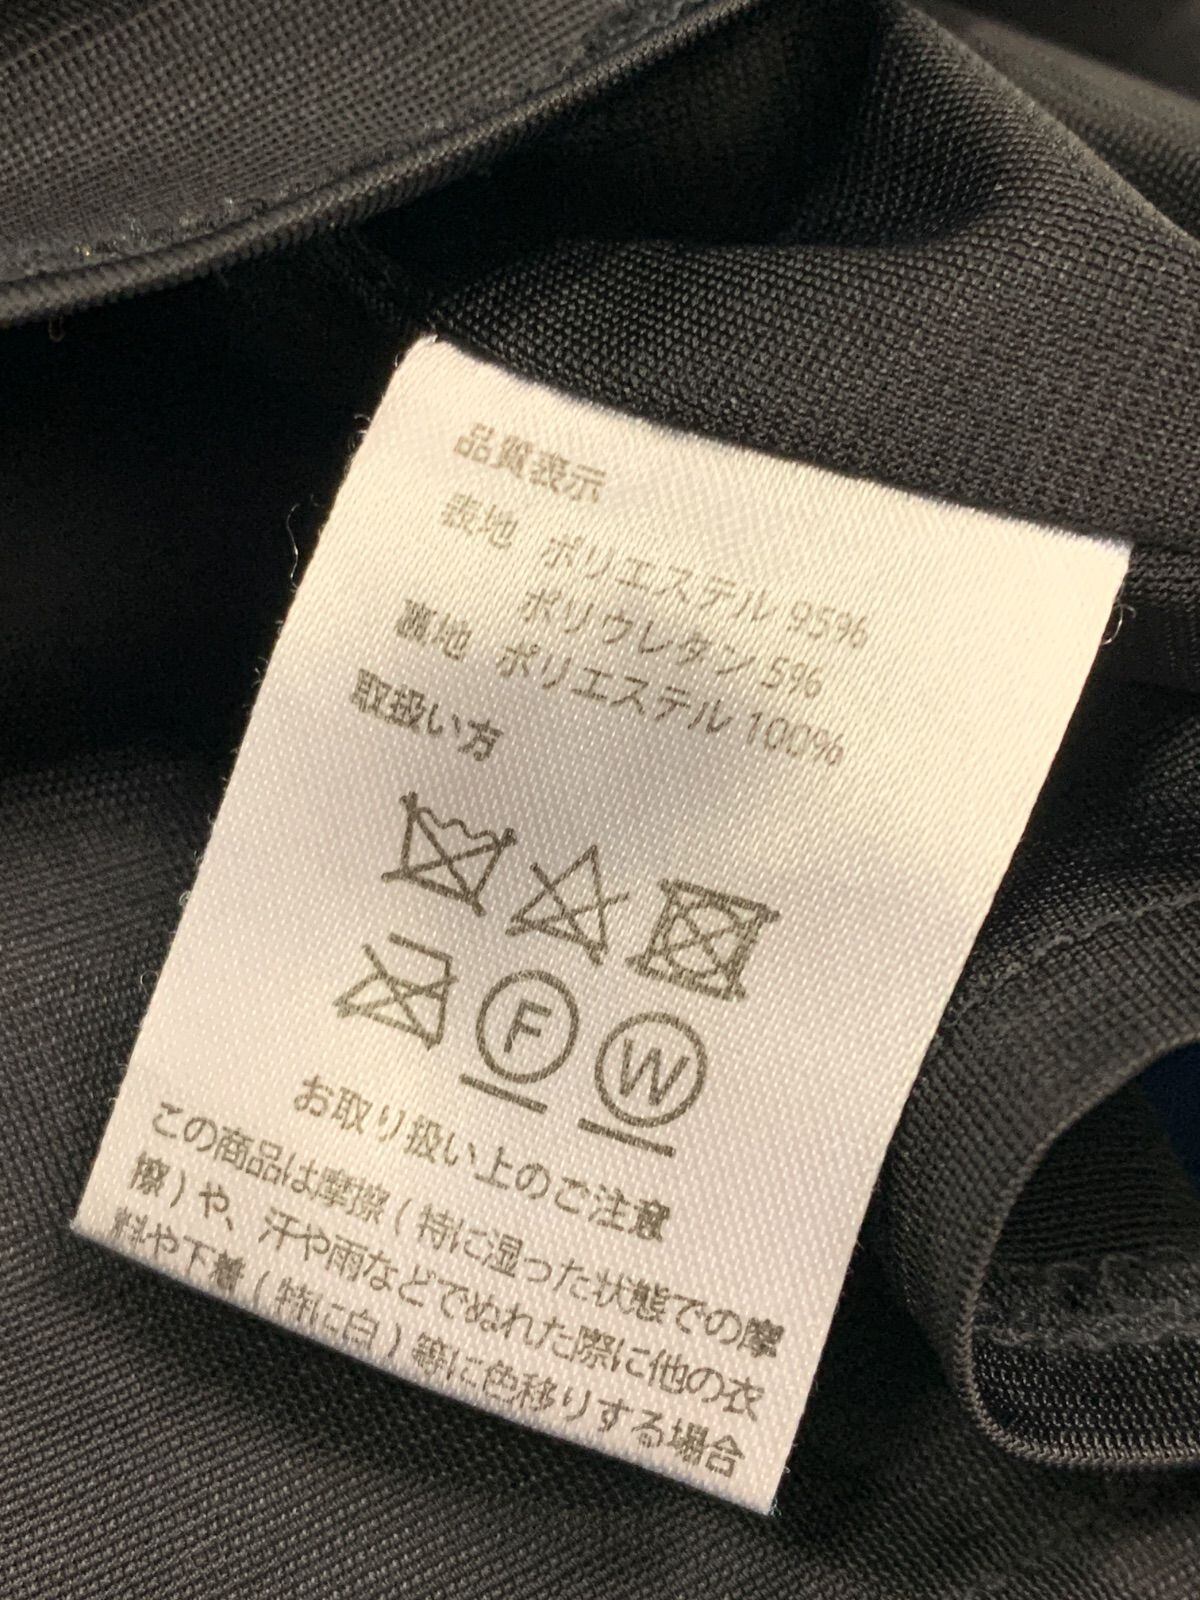 品質表示
表地 ポリエステル 95%
ポリウレタン 5%
裏地 ポリエステル 100%
取扱い方
F W
お取り扱い上のご注意
この商品は摩擦(特に湿った状態での摩
擦)や、汗や雨などでぬれた際に他の衣
料や下着(特に白)等に色移りする場合